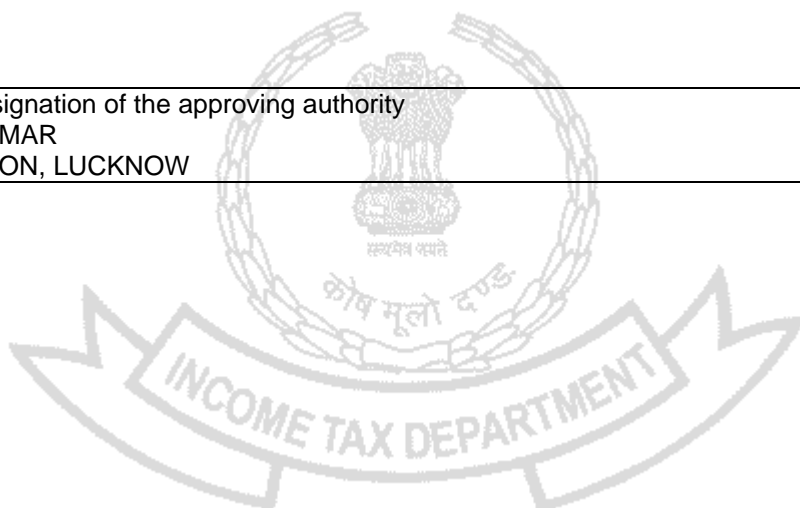 signation of the approving authority
MAR
ON, LUCKNOW
सत्यमेव जयते
कोष मूलो दण्डः
INCOME TAX DEPARTMENT